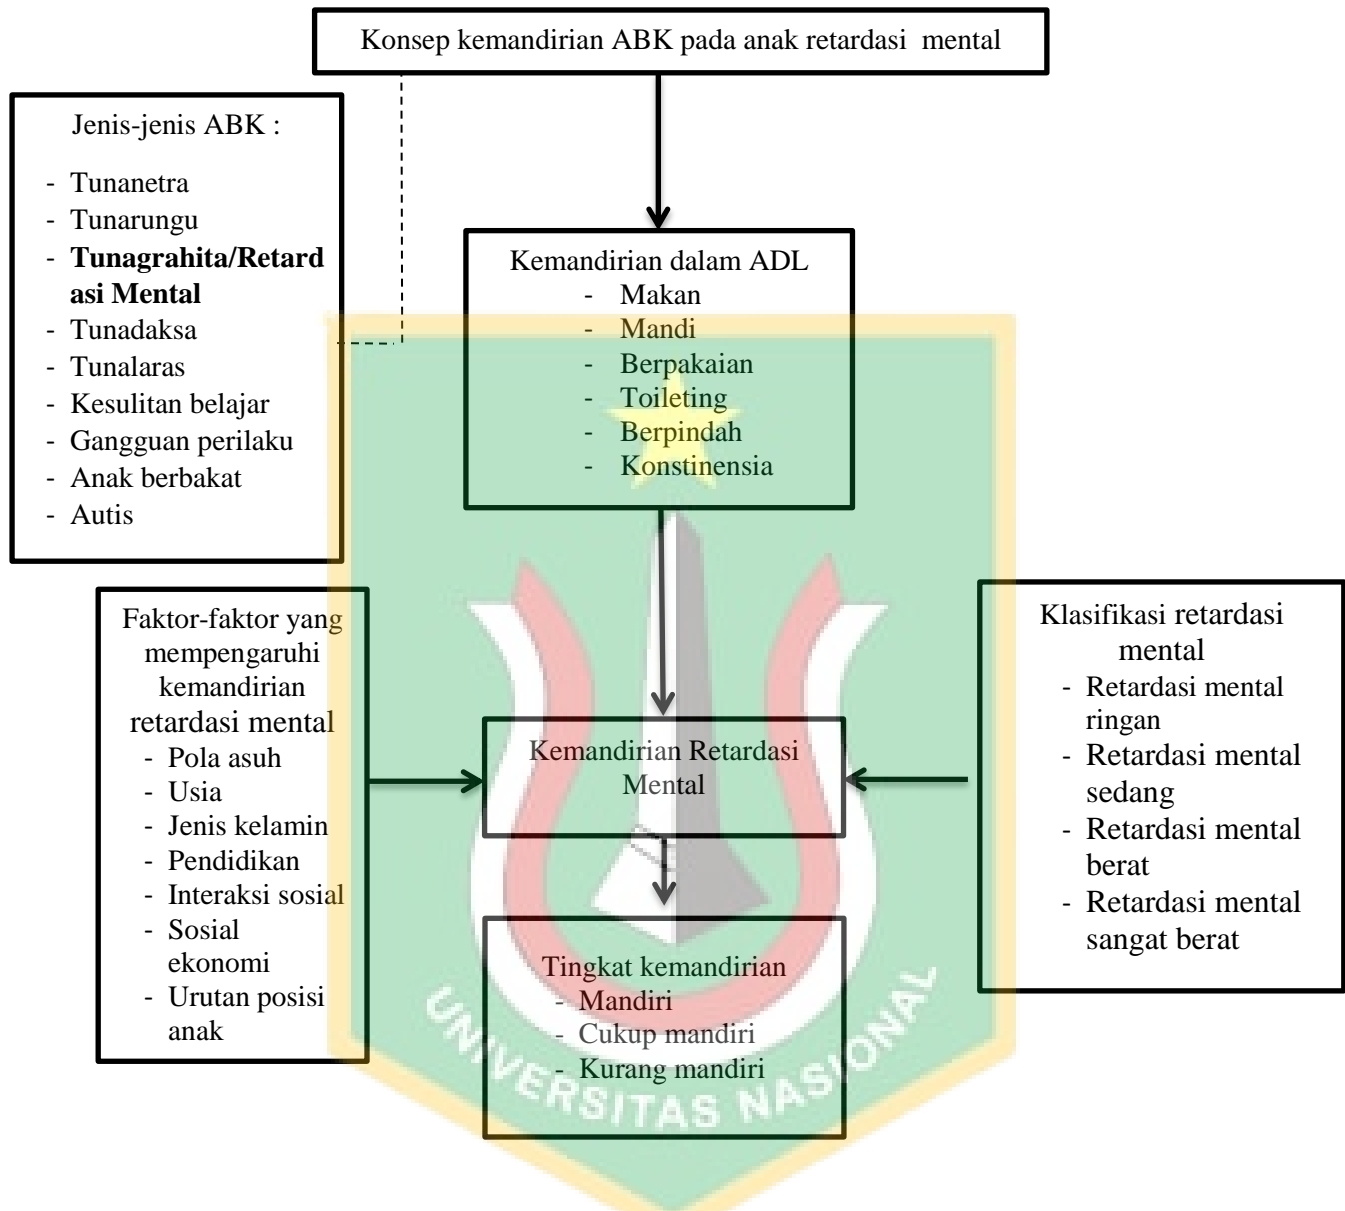 Konsep kemandirian ABK pada anak retardasi mental
Jenis-jenis ABK :
- Tunanetra
- Tunarungu
- Tunagrahita/Retard
asi Mental
- Tunadaksa
- Tunalaras
- Kesulitan belajar
- Gangguan perilaku
- Anak berbakat
- Autis
Kemandirian dalam ADL
- Makan
- Mandi
- Berpakaian
- Toileting
- Berpindah
- Konstinensia
Faktor-faktor yang
mempengaruhi
kemandirian
retardasi mental
- Pola asuh
- Usia
- Jenis kelamin
- Pendidikan
- Interaksi sosial
- Sosial
ekonomi
- Urutan posisi
anak
Kemandirian Retardasi
Mental
Klasifikasi retardasi
mental
- Retardasi mental
ringan
- Retardasi mental
sedang
- Retardasi mental
berat
- Retardasi mental
sangat berat
Tingkat kemandirian
- Mandiri
- Cukup mandiri
- Kurang mandiri
UNIVERSITAS NASIONAL